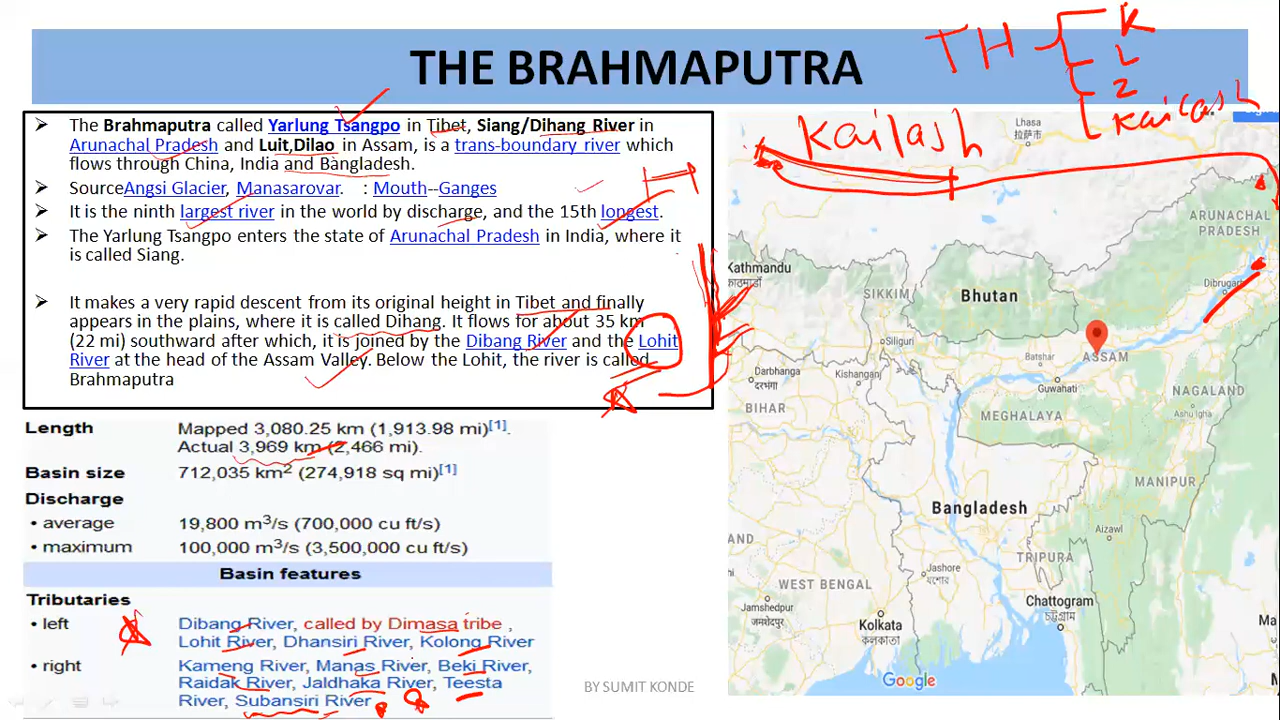 THE BRAHMAPUTRA
TH
K
L
Z
Kailash
Kailash
The Brahmaputra called Yarlung Tsangpo in Tibet, Siang/Dihang River in
Arunachal Pradesh and Luit,Dilao in Assam, is a trans-boundary river which
flows through China, India and Bangladesh.
SourceAngsi Glacier, Manasarovar. : Mouth--Ganges
It is the ninth largest river in the world by discharge, and the 15th longest.
The Yarlung Tsangpo enters the state of Arunachal Pradesh in India, where it
is called Siang.
It makes a very rapid descent from its original height in Tibet and finally
appears in the plains, where it is called Dihang. It flows for about 35 km
(22 mi) southward after which, it is joined by the Dibang River and the Lohit
River at the head of the Assam Valley. Below the Lohit, the river is called
Brahmaputra
Length Mapped 3,080.25 km (1,913.98 mi)[1].
Actual 3,969 km (2,466 mi).
Basin size 712,035 km2 (274,918 sq mi)[1]
Discharge
• average 19,800 m3/s (700,000 cu ft/s)
• maximum 100,000 m3/s (3,500,000 cu ft/s)
Basin features
Tributaries
• left Dibang River, called by Dimasa tribe ,
Lohit River, Dhansiri River, Kolong River
• right Kameng River, Manas River, Beki River,
Raidak River, Jaldhaka River, Teesta
River, Subansiri River
BY SUMIT KONDE
Lhasa
拉萨市
ARUNACHAL
PRADESH
Kathmandu
काठमाडौं
SIKKIM
Bhutan
Dibrugarh
Siliguri
Batshar
ASSAM
Darbhanga
दरभंगा
Kishanganj
Guwahati
NAGALAND
BIHAR
MEGHALAYA
Ashu Igha
MANIPUR
Bangladesh
AND
Aizawl
TRIPURA
Jashore
যশোর
WEST BENGAL
Jamshedpur
जमशेदपुर
Chattogram
চট্টগ্রাম
Kolkata
কলকাতা
Ma
M
Google